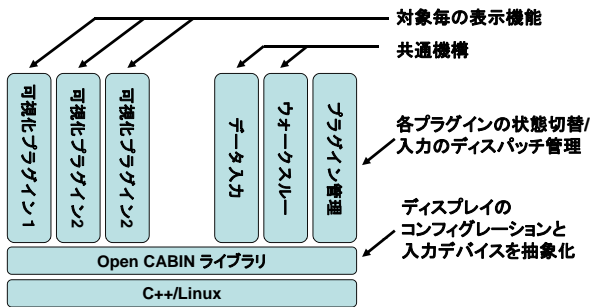 対象毎の表示機能
共通機構
可視化プラグイン1
可視化プラグイン2
可視化プラグイン2
データ入力
ウォークスルー
プラグイン管理
各プラグインの状態切替/
入力のディスパッチ管理
ディスプレイの
コンフィグレーションと
入力デバイスを抽象化
Open CABIN ライブラリ
C++/Linux